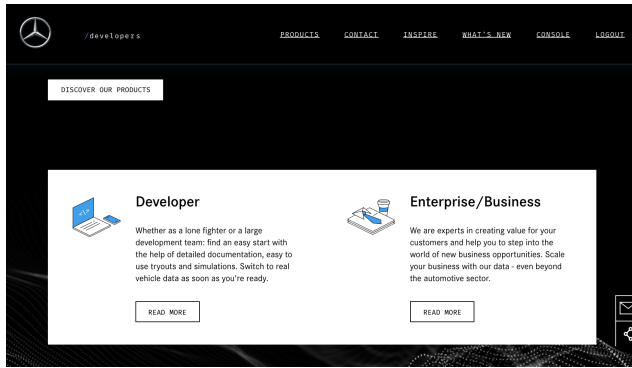 /developers
PRODUCTS CONTACT INSPIRE WHAT'S NEW CONSOLE LOGOUT
DISCOVER OUR PRODUCTS
Developer
Whether as a lone fighter or a large
development team: find an easy start with
the help of detailed documentation, easy to
use tryouts and simulations. Switch to real
vehicle data as soon as you're ready.
READ MORE
Enterprise/Business
We are experts in creating value for your
customers and help you to step into the
world of new business opportunities. Scale
your business with our data - even beyond
the automotive sector.
READ MORE